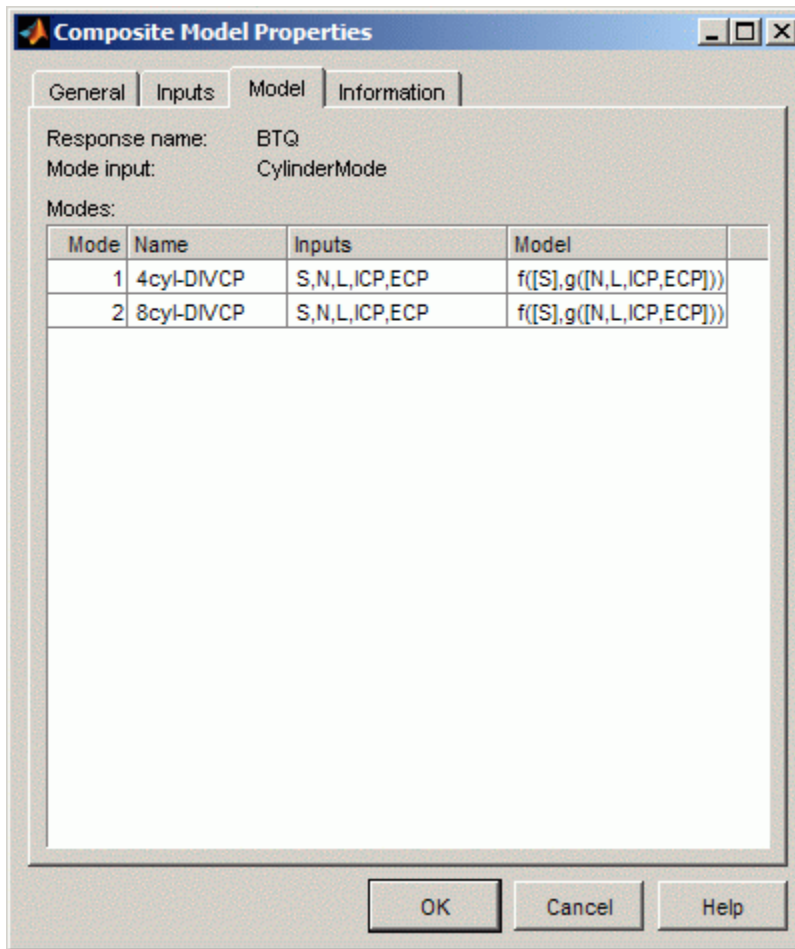 Composite Model Properties
General Inputs Model Information
Response name: BTQ
Mode input: CylinderMode
Modes:
Mode Name Inputs Model
1 4cyl-DIVCP S,N,L,ICP,ECP f([S],g([N,L,ICP,ECP]))
2 8cyl-DIVCP S,N,L,ICP,ECP f([S],g([N,L,ICP,ECP]))
OK Cancel Help